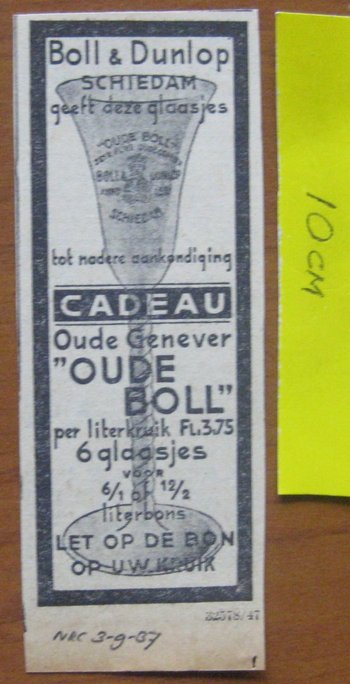 Boll & Dunlop
SCHIEDAM
geeft deze glaasjes
"OUDE BOLL"
BOLL & DUNLOP
SCHIEDAM
tot nadere aankondiging
CADEAU
Oude Genever
"OUDE
BOLL"
per literkruik FL.3.75
6 glaasjes
VOOR
6/1 of 12/2
literbons
LET OP DE BON
OP UW KRUIK
32578/47
NRC 3-9-37
10 CM